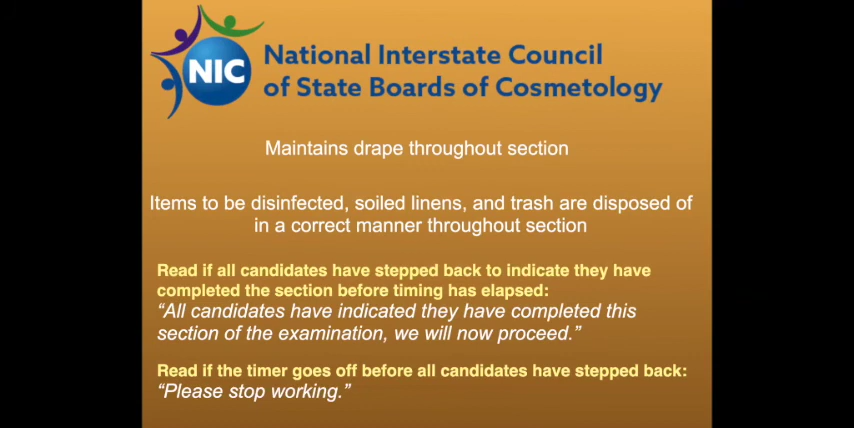 NIC
National Interstate Council
of State Boards of Cosmetology
Maintains drape throughout section
Items to be disinfected, soiled linens, and trash are disposed of
in a correct manner throughout section
Read if all candidates have stepped back to indicate they have
completed the section before timing has elapsed:
“All candidates have indicated they have completed this
section of the examination, we will now proceed.”
Read if the timer goes off before all candidates have stepped back:
“Please stop working.”